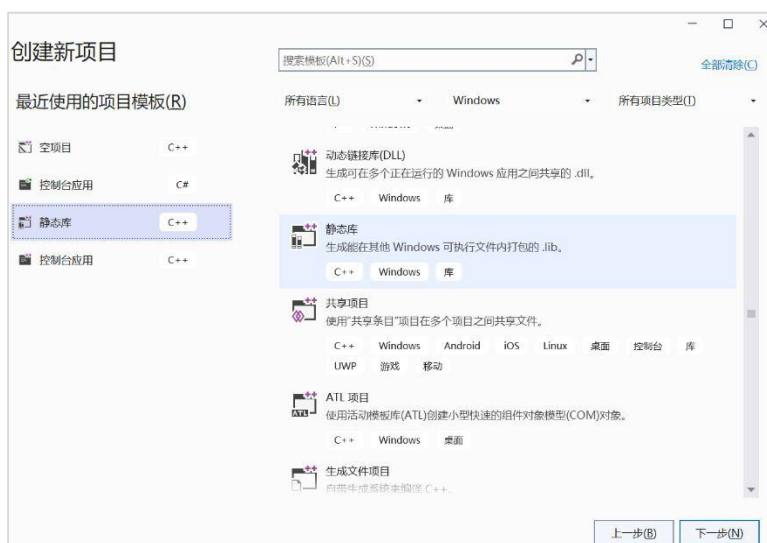 创建新项目
搜索模板(Alt+S)(S)
全部清除(C)
最近使用的项目模板(R)
所有语言(L)
Windows
所有项目类型(T)
空项目
C++
控制台应用
C#
静态库
C++
控制台应用
C++
动态链接库(DLL)
生成可在多个正在运行的 Windows 应用之间共享的 .dll。
C++ Windows 库
静态库
生成能在其他 Windows 可执行文件内打包的 .lib。
C++ Windows 库
共享项目
使用"共享条目"项目在多个项目之间共享文件。
C++ Windows Android iOS Linux 桌面 控制台 库
UWP 游戏 移动
ATL 项目
使用活动模板库(ATL)创建小型快速的组件对象模型(COM)对象。
C++ Windows 桌面
生成文件项目
自带生成系统来编译 C++。
上一步(B)
下一步(N)